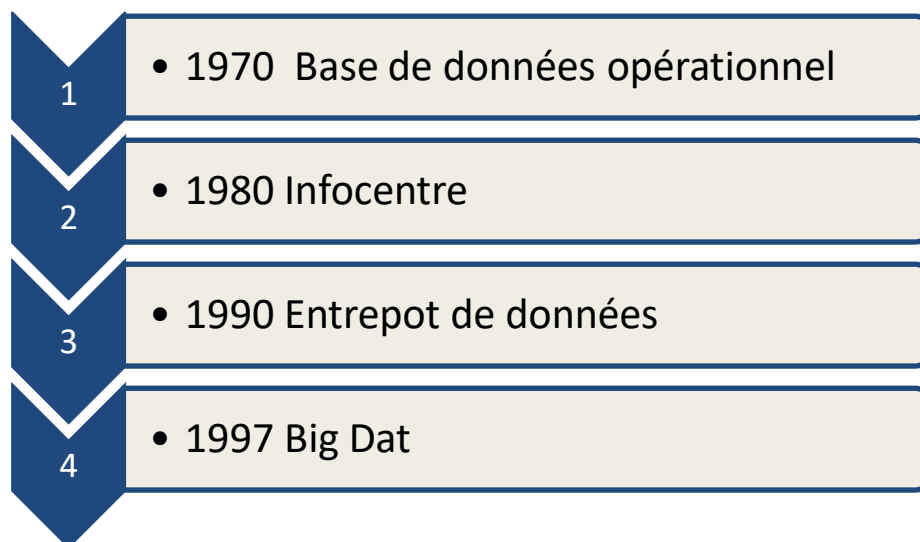 1
• 1970  Base de données opérationnel
2
• 1980 Infocentre
3
• 1990 Entrepot de données
4
• 1997 Big Dat